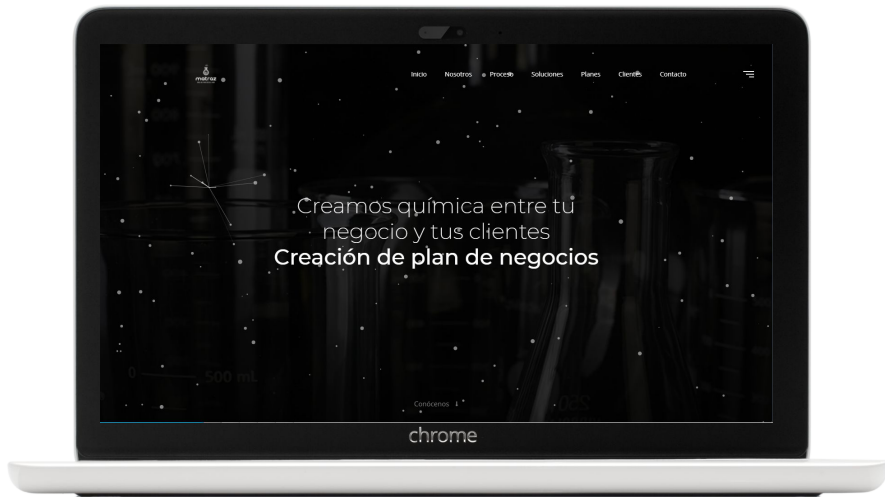 matraz
Inicio Nosotros Proceso Soluciones Planes Clientes Contacto
Creamos química entre tu
negocio y tus clientes
Creación de plan de negocios
500 mL
Conócenos
chrome